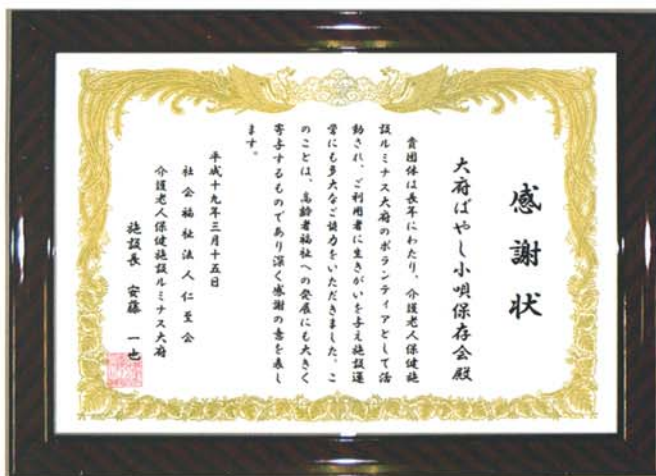 感謝状
大府ばやし小唄保存会殿
貴団体は長年にわたり、介護老人保健施
設ルミナス大府のボランティアとして活
動され、ご利用者に生きがいを与え施設運
営にも多大なご協力をいただきました。こ
のことは、高齢者福祉への発展にも大きく
寄与するものであり深く感謝の意を表し
ます。
平成十九年三月十五日
社会福祉法人仁至会
介護老人保健施設ルミナス大府
施設長 安藤一也